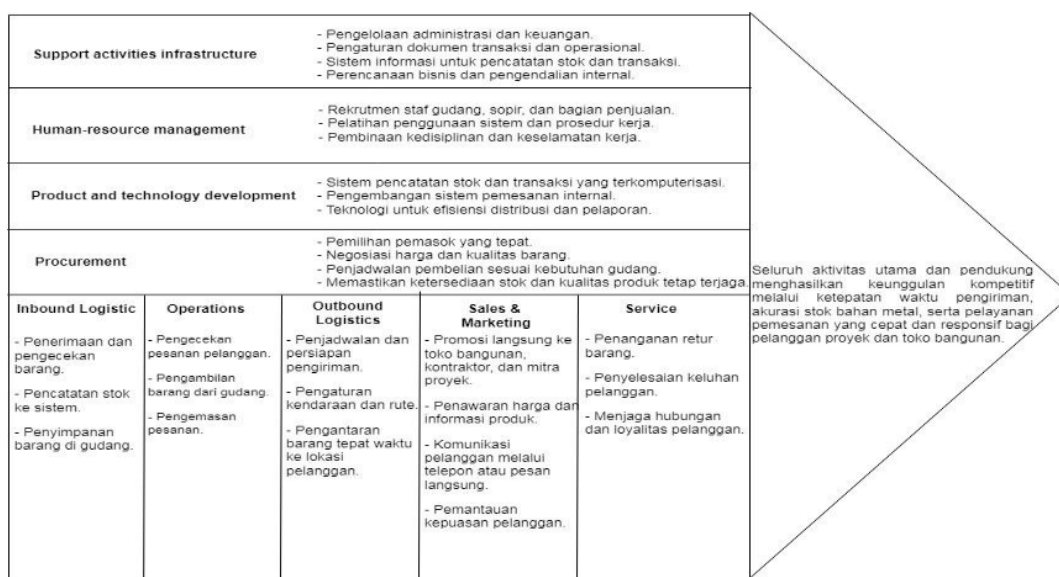 Support activities infrastructure
- Pengelolaan administrasi dan keuangan.
- Pengaturan dokumen transaksi dan operasional.
- Sistem informasi untuk pencatatan stok dan transaksi.
- Perencanaan bisnis dan pengendalian internal.
Human-resource management
- Rekrutmen staf gudang, sopir, dan bagian penjualan.
- Pelatihan penggunaan sistem dan prosedur kerja.
- Pembinaan kedisiplinan dan keselamatan kerja.
Product and technology development
- Sistem pencatatan stok dan transaksi yang terkomputerisasi.
- Pengembangan sistem pemesanan internal.
- Teknologi untuk efisiensi distribusi dan pelaporan.
Procurement
- Pemilihan pemasok yang tepat.
- Negosiasi harga dan kualitas barang.
- Penjadwalan pembelian sesuai kebutuhan gudang.
- Memastikan ketersediaan stok dan kualitas produk tetap terjaga.
Inbound Logistic
- Penerimaan dan
pengecekan
barang.
- Pencatatan stok
ke sistem.
- Penyimpanan
barang di gudang.
Operations
- Pengecekan
pesanan pelanggan.
- Pengambilan
barang dari gudang.
- Pengemasan
pesanan.
Outbound
Logistics
- Penjadwalan dan
persiapan
pengiriman.
- Pengaturan
kendaraan dan rute.
- Pengantaran
barang tepat waktu
ke lokasi
pelanggan.
Sales &
Marketing
- Promosi langsung ke
toko bangunan,
kontraktor, dan mitra
proyek.
- Penawaran harga dan
informasi produk.
- Komunikasi
pelanggan melalui
telepon atau pesan
langsung.
- Pemantauan
kepuasan pelanggan.
Service
- Penanganan retur
barang.
- Penyelesaian keluhan
pelanggan.
- Menjaga hubungan
dan loyalitas pelanggan.
Seluruh aktivitas utama dan pendukung
menghasilkan keunggulan kompetitif
melalui ketepatan waktu pengiriman,
akurasi stok bahan metal, serta pelayanan
pemesanan yang cepat dan responsif bagi
pelanggan proyek dan toko bangunan.